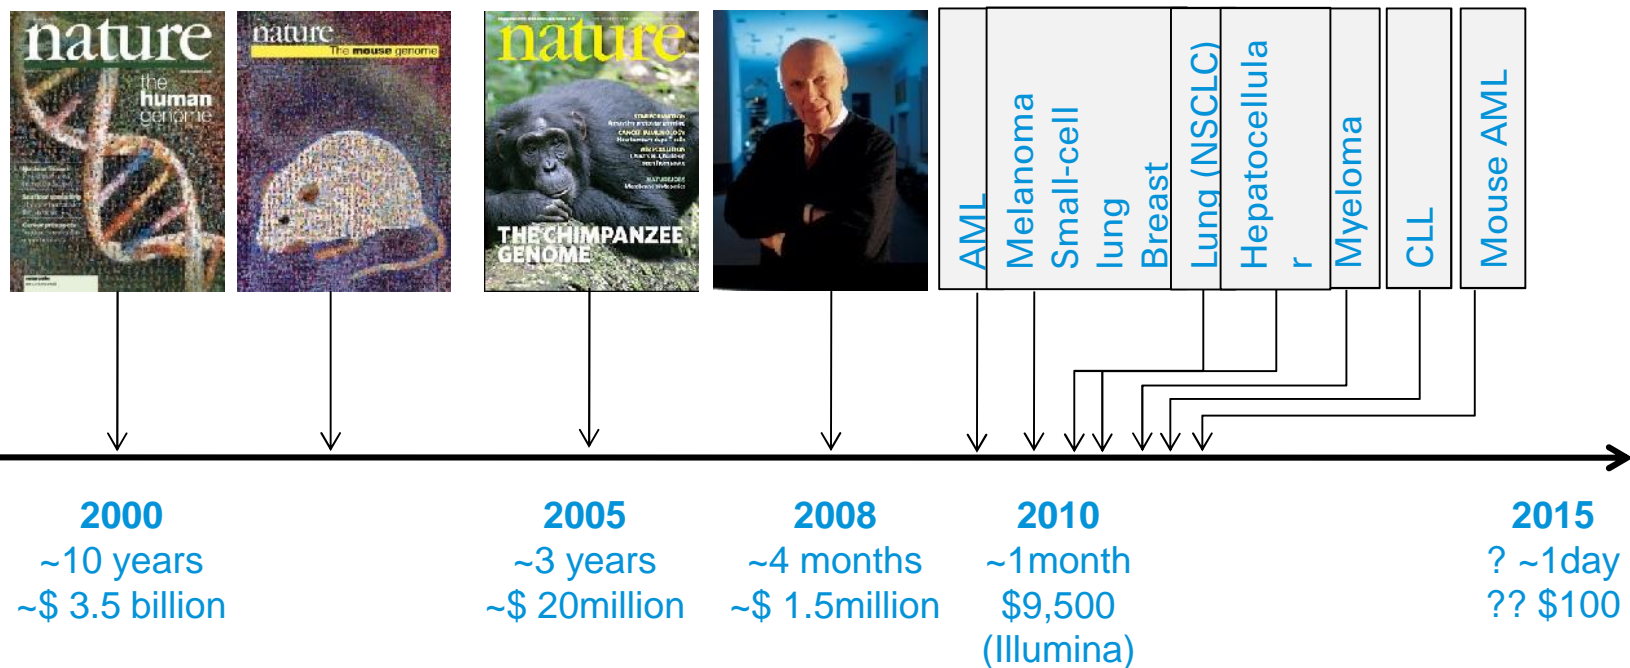 nature
the
human
genome
nature
The mouse genome
nature
THE CHIMPANZEE
GENOME
AML
Melanoma
Small-cell
lung
Breast
Lung (NSCLC)
Hepatocellula
r
Myeloma
CLL
Mouse AML
2000
~10 years
~$ 3.5 billion
2005
~3 years
~$ 20million
2008
~4 months
~$ 1.5million
2010
~1month
$9,500
(Illumina)
2015
? ~1day
?? $100